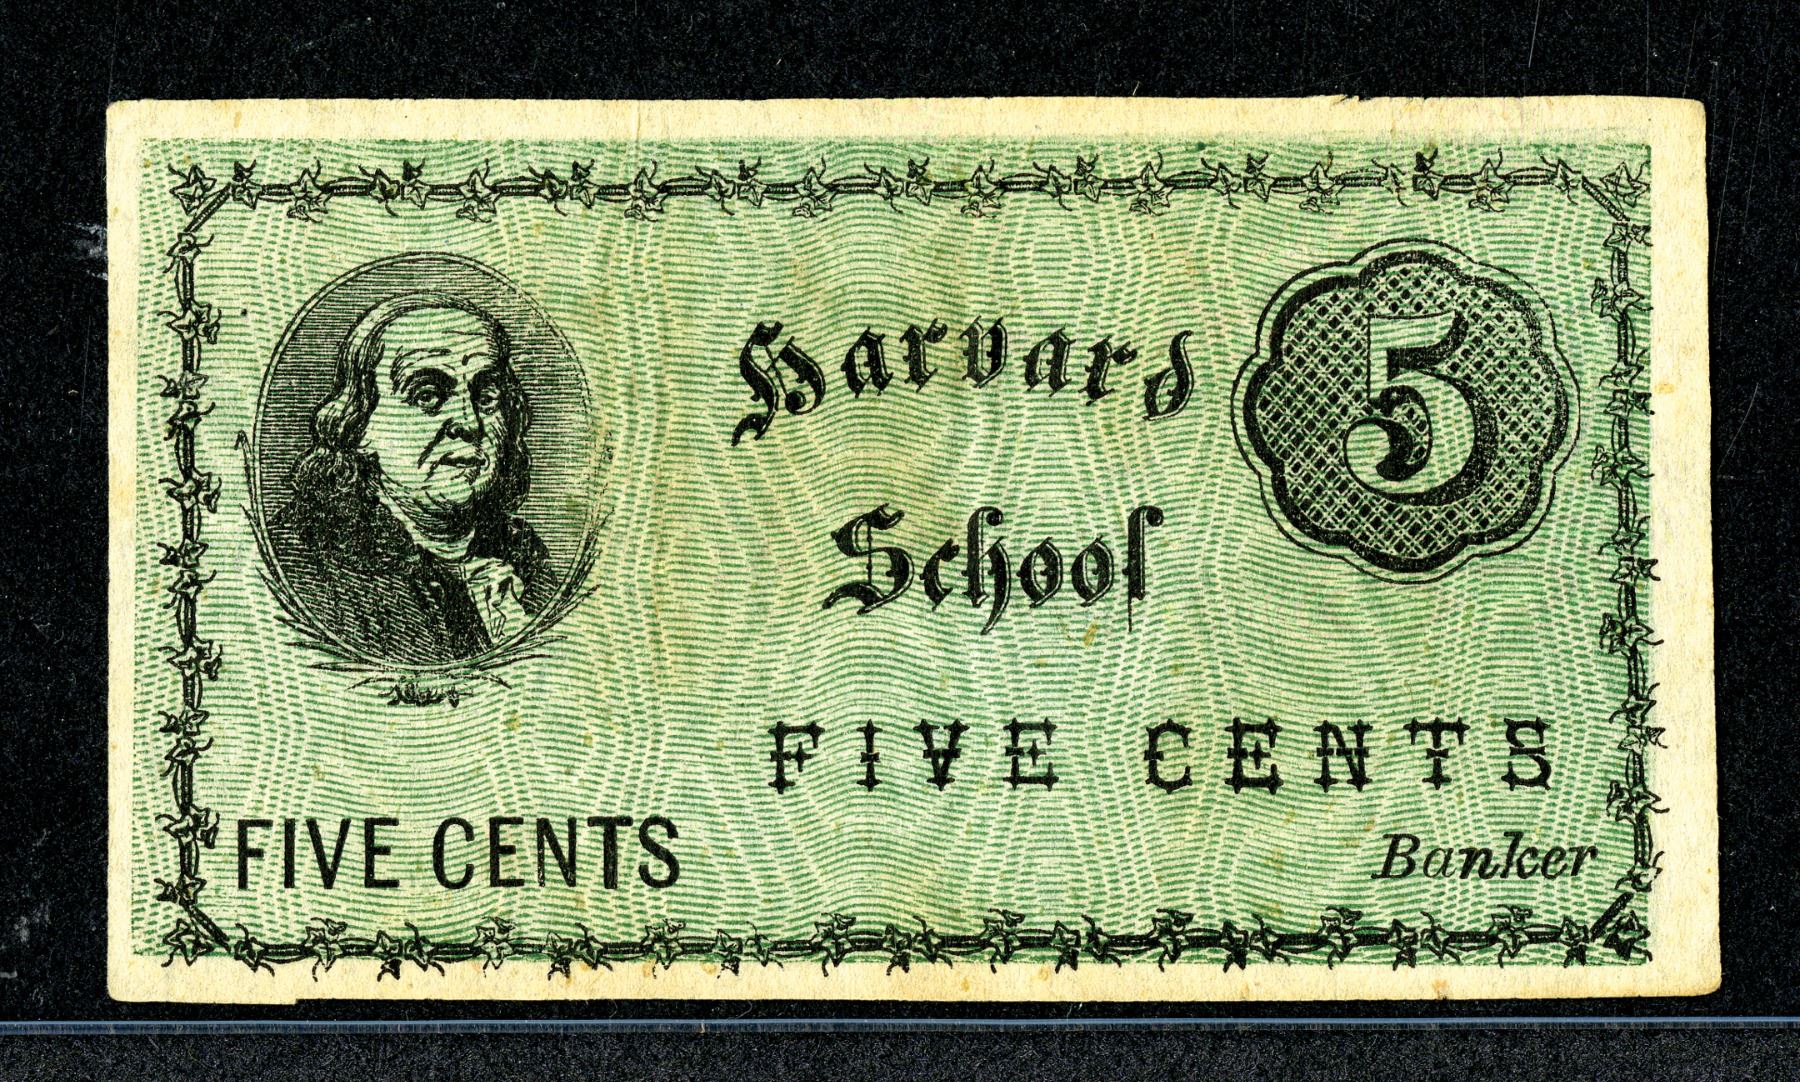 Harvard
School
5
FIVE CENTS
FIVE CENTS
Banker